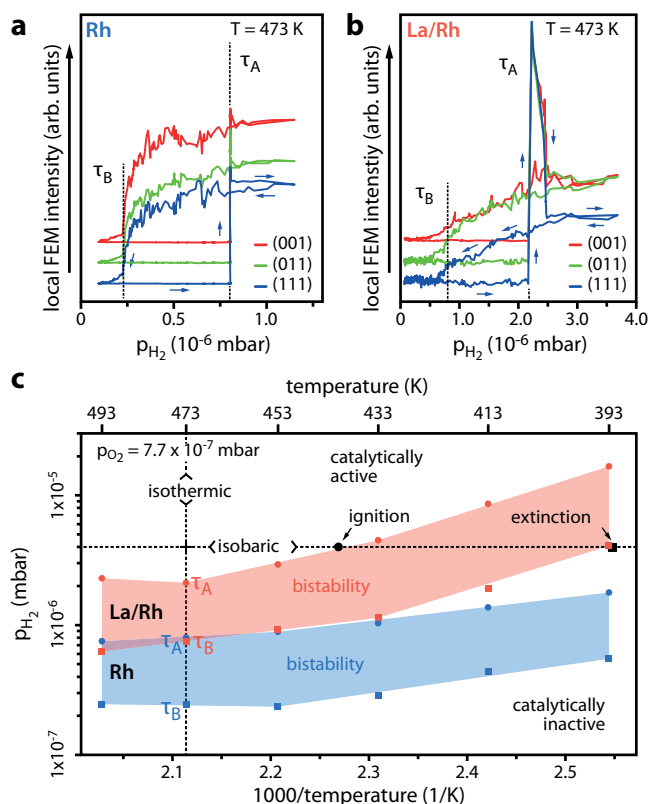 a
Rh
T = 473 K
local FEM intensity (arb. units)
τA
τB
(001)
(011)
(111)
0
0.5
1.0
pH2 (10-6 mbar)
b
La/Rh
T = 473 K
local FEM intenstiy (arb. units)
τA
τB
(001)
(011)
(111)
0
1.0
2.0
3.0
4.0
pH2 (10-6 mbar)
c
temperature (K)
493 473 453 433 413 393
pO2 = 7.7 x 10-7 mbar
catalytically
active
isothermic
ignition
extinction
isobaric
bistability
τA
La/Rh
τA τB
Rh
bistability
τB
catalytically
inactive
1x10-5
1x10-6
1x10-7
pH2 (mbar)
2.1 2.2 2.3 2.4 2.5
1000/temperature (1/K)